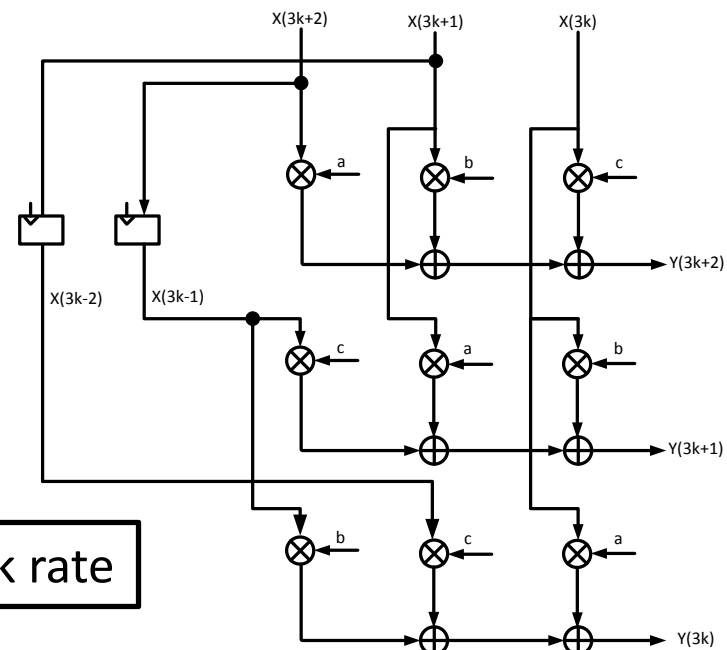 X(3k+2) X(3k+1) X(3k)
a b c
Y(3k+2)
X(3k-2) X(3k-1)
c a b
Y(3k+1)
k rate
b c a
Y(3k)